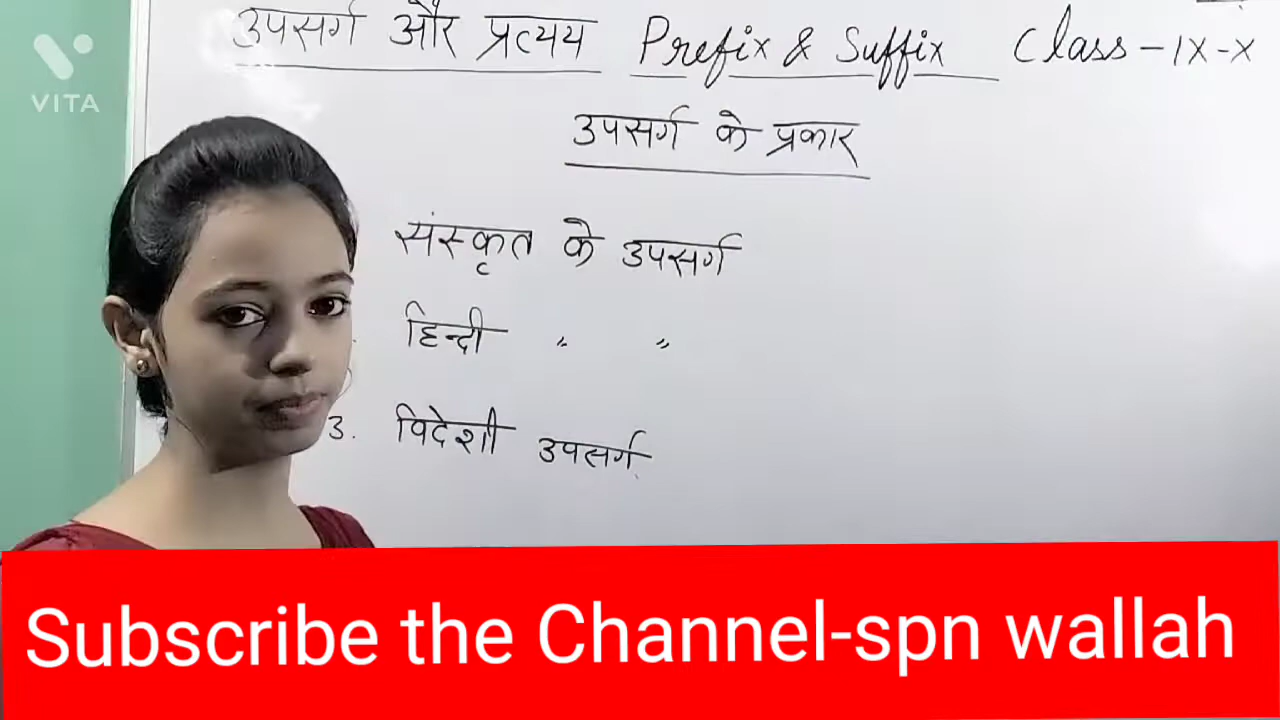 VITA
उपसर्ग और प्रत्यय Prefix & Suffix Class-IX-X
उपसर्ग के प्रकार
संस्कृत के उपसर्ग
हिन्दी " "
3. विदेशी उपसर्ग
Subscribe the Channel-spn wallah